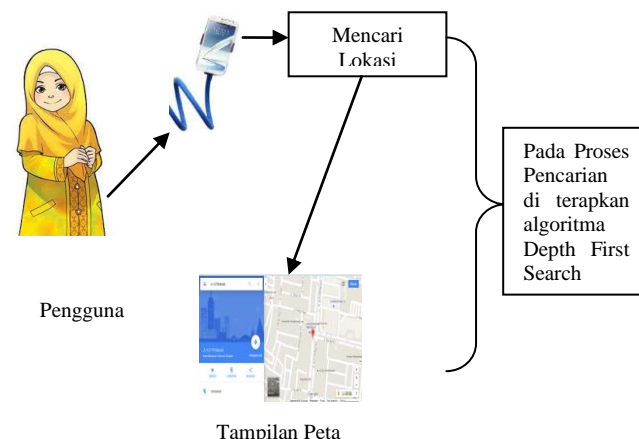 Mencari
Lokasi
Pada Proses
Pencarian
di terapkan
algoritma
Depth First
Search
Pengguna
Tampilan Peta